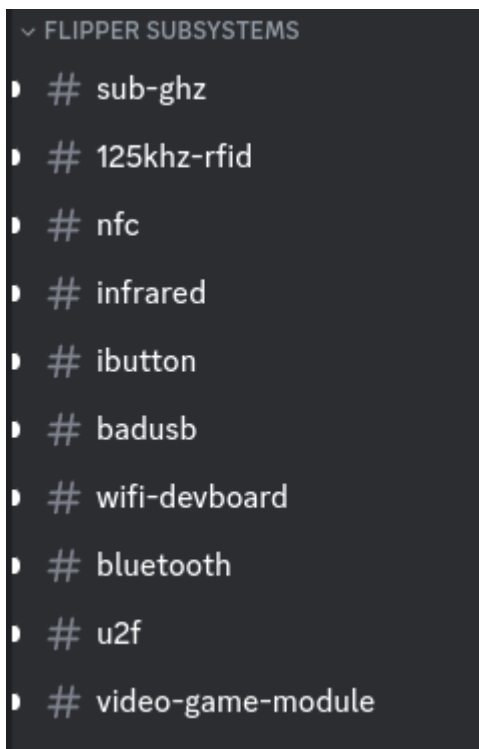 FLIPPER SUBSYSTEMS
# sub-ghz
# 125khz-rfid
# nfc
# infrared
# ibutton
# badusb
# wifi-devboard
# bluetooth
# u2f
# video-game-module